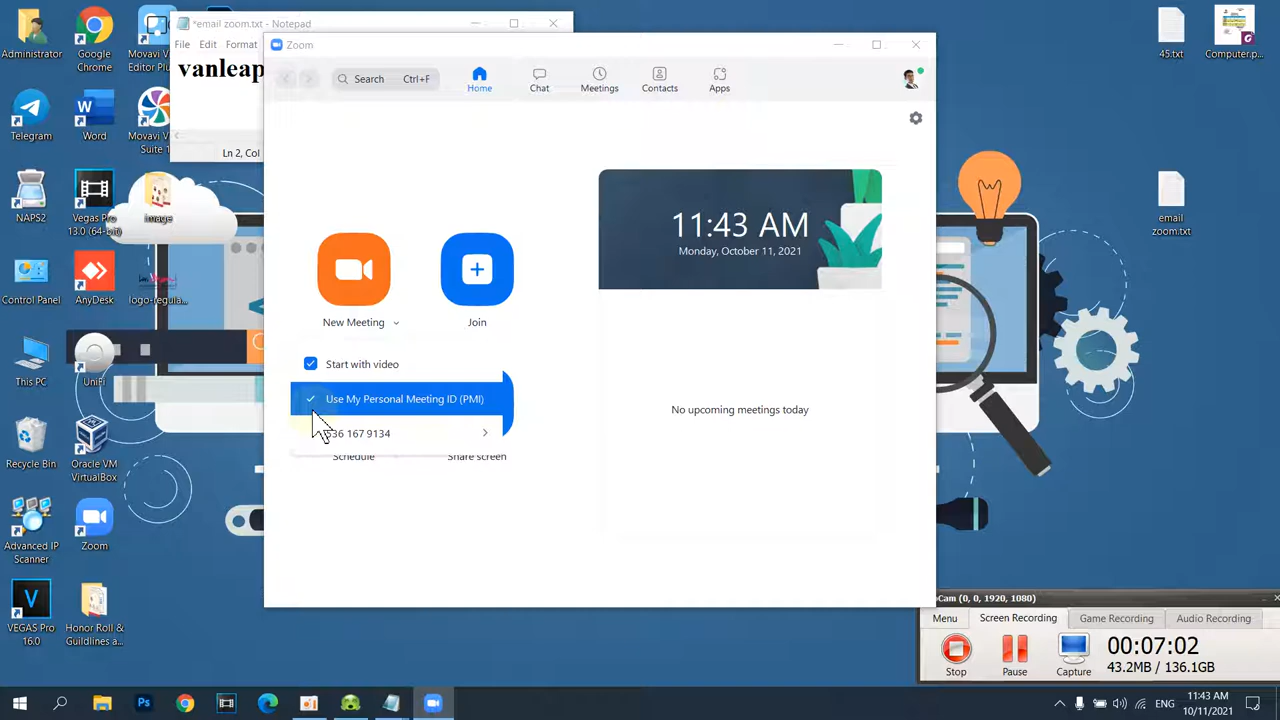 Administrator
Google
Chrome
Movavi V
Editor Plu
Telegram
Word
Movavi V
Suite 1
NAPS2
Vegas Pro
13.0 (64-bit)
image
Control Panel
AnyDesk
logo-regula...
This PC
UniFi
Recycle Bin
Oracle VM
VirtualBox
Advanced IP
Scanner
Zoom
VEGAS Pro
16.0
Honor Roll &
Guildlines a...
*email zoom.txt - Notepad
File Edit Format
vanleap
Ln 2, Col
Zoom
Search Ctrl+F
Home
Chat
Meetings
Contacts
Apps
New Meeting
Join
Start with video
Use My Personal Meeting ID (PMI)
536 167 9134
Schedule
Share screen
11:43 AM
Monday, October 11, 2021
No upcoming meetings today
45.txt
Computer.p...
email
zoom.txt
Cam (0, 0, 1920, 1080)
Menu Screen Recording Game Recording Audio Recording
Stop
Pause
Capture
00:07:02
43.2MB / 136.1GB
Ps
ENG
11:43 AM
10/11/2021